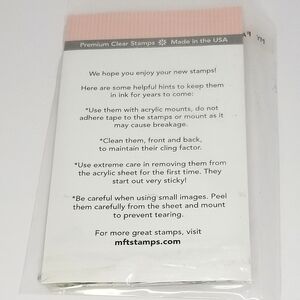 Premium Clear Stamps ❋ Made in the USA
We hope you enjoy your new stamps!
Here are some helpful hints to keep them
in ink for years to come:
*Use them with acrylic mounts, do not
adhere tape to the stamps or mount as it
may cause breakage.
*Clean them, front and back,
to maintain their cling factor.
*Use extreme care in removing them from
the acrylic sheet for the first time. They
start out very sticky!
*Be careful when using small images. Peel
them carefully from the sheet and mount
to prevent tearing.
For more great stamps, visit
mftstamps.com